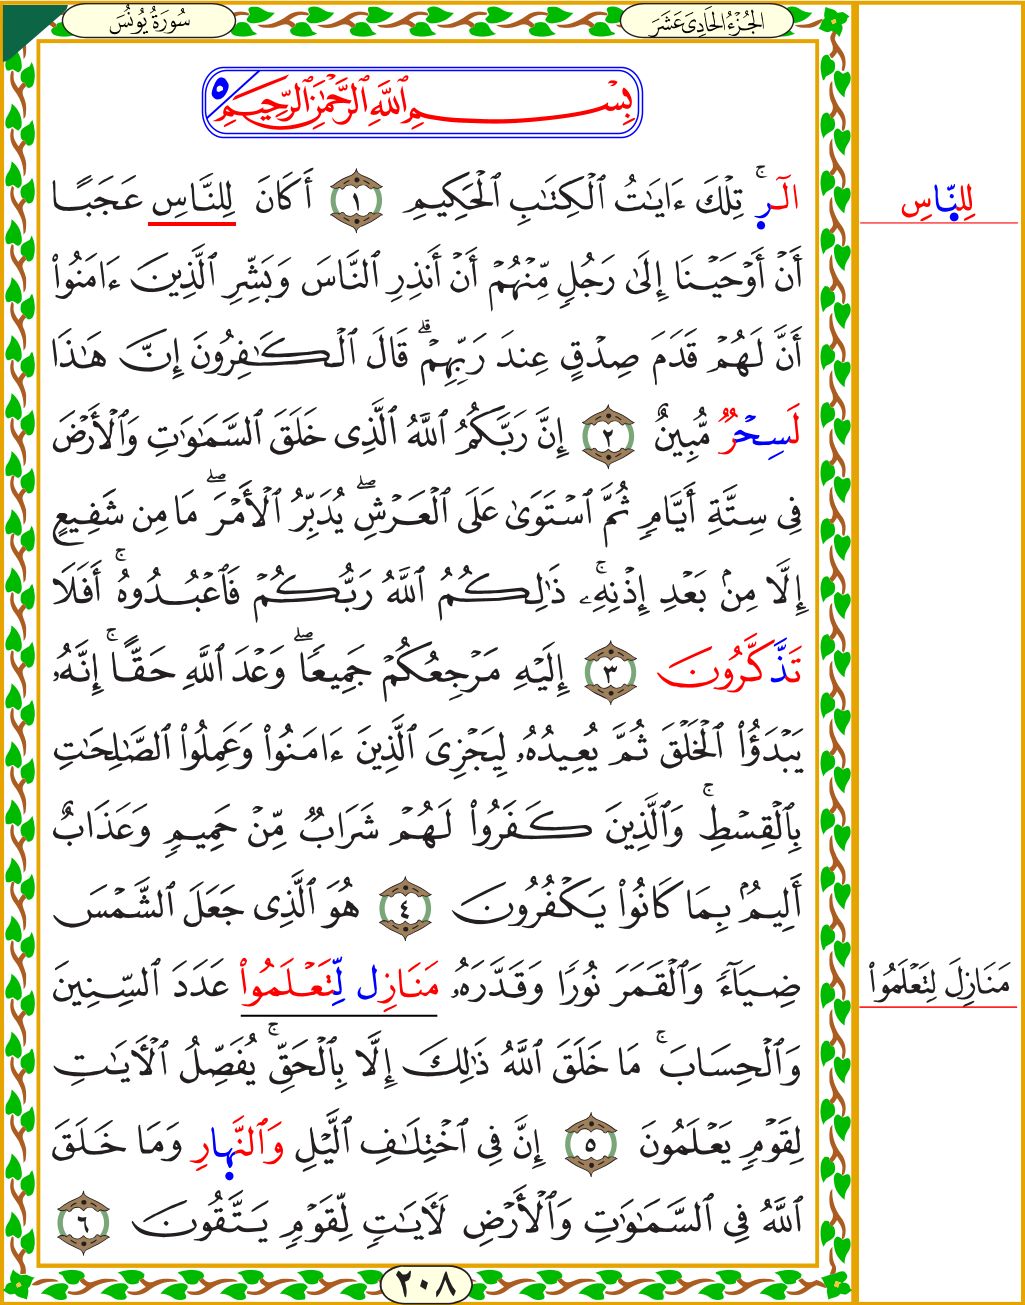 سُورَةُ يُونُسَ
الجُزْءُ الحَادِى عَشَرَ
٥
بِسْمِ ٱللَّهِ ٱلرَّحْمَٰنِ ٱلرَّحِيمِ
الٓرۚ تِلْكَ ءَايَٰتُ ٱلْكِتَٰبِ ٱلْحَكِيمِ ١ أَكَانَ لِلنَّاسِ عَجَبًا
لِلنَّاسِ
أَنْ أَوْحَيْنَا إِلَىٰ رَجُلٍ مِّنْهُمْ أَنْ أَنذِرِ ٱلنَّاسَ وَبَشِّرِ ٱلَّذِينَ ءَامَنُوا۟
أَنَّ لَهُمْ قَدَمَ صِدْقٍ عِندَ رَبِّهِمْۗ قَالَ ٱلْكَٰفِرُونَ إِنَّ هَٰذَا
لَسِحْرٌ مُّبِينٌ ٢ إِنَّ رَبَّكُمُ ٱللَّهُ ٱلَّذِى خَلَقَ ٱلسَّمَٰوَٰتِ وَٱلْأَرْضَ
فِى سِتَّةِ أَيَّامٍ ثُمَّ ٱسْتَوَىٰ عَلَى ٱلْعَرْشِۖ يُدَبِّرُ ٱلْأَمْرَۖ مَا مِن شَفِيعٍ
إِلَّا مِنۢ بَعْدِ إِذْنِهِۦۚ ذَٰلِكُمُ ٱللَّهُ رَبُّكُمْ فَٱعْبُدُوهُۚ أَفَلَا
تَذَّكَّرُونَ ٣ إِلَيْهِ مَرْجِعُكُمْ جَمِيعًاۖ وَعْدَ ٱللَّهِ حَقًّاۚ إِنَّهُۥ
يَبْدَؤُا۟ ٱلْخَلْقَ ثُمَّ يُعِيدُهُۥ لِيَجْزِىَ ٱلَّذِينَ ءَامَنُوا۟ وَعَمِلُوا۟ ٱلصَّٰلِحَٰتِ
بِٱلْقِسْطِۚ وَٱلَّذِينَ كَفَرُوا۟ لَهُمْ شَرَابٌ مِّنْ حَمِيمٍ وَعَذَابٌ
أَلِيمٌۢ بِمَا كَانُوا۟ يَكْفُرُونَ ٤ هُوَ ٱلَّذِى جَعَلَ ٱلشَّمْسَ
ضِيَآءً وَٱلْقَمَرَ نُورًا وَقَدَّرَهُۥ مَنَازِل لِّتَعْلَمُوا۟ عَدَدَ ٱلسِّنِينَ
مَنَازِلَ لِتَعْلَمُوا۟
وَٱلْحِسَابَۚ مَا خَلَقَ ٱللَّهُ ذَٰلِكَ إِلَّا بِٱلْحَقِّۚ يُفَصِّلُ ٱلْءَايَٰتِ
لِقَوْمٍ يَعْلَمُونَ ٥ إِنَّ فِى ٱخْتِلَٰفِ ٱلَّيْلِ وَٱلنَّهَارِ وَمَا خَلَقَ
ٱللَّهُ فِى ٱلسَّمَٰوَٰتِ وَٱلْأَرْضِ لَءَايَٰتٍ لِّقَوْمٍ يَتَّقُونَ ٦
٢٠٨